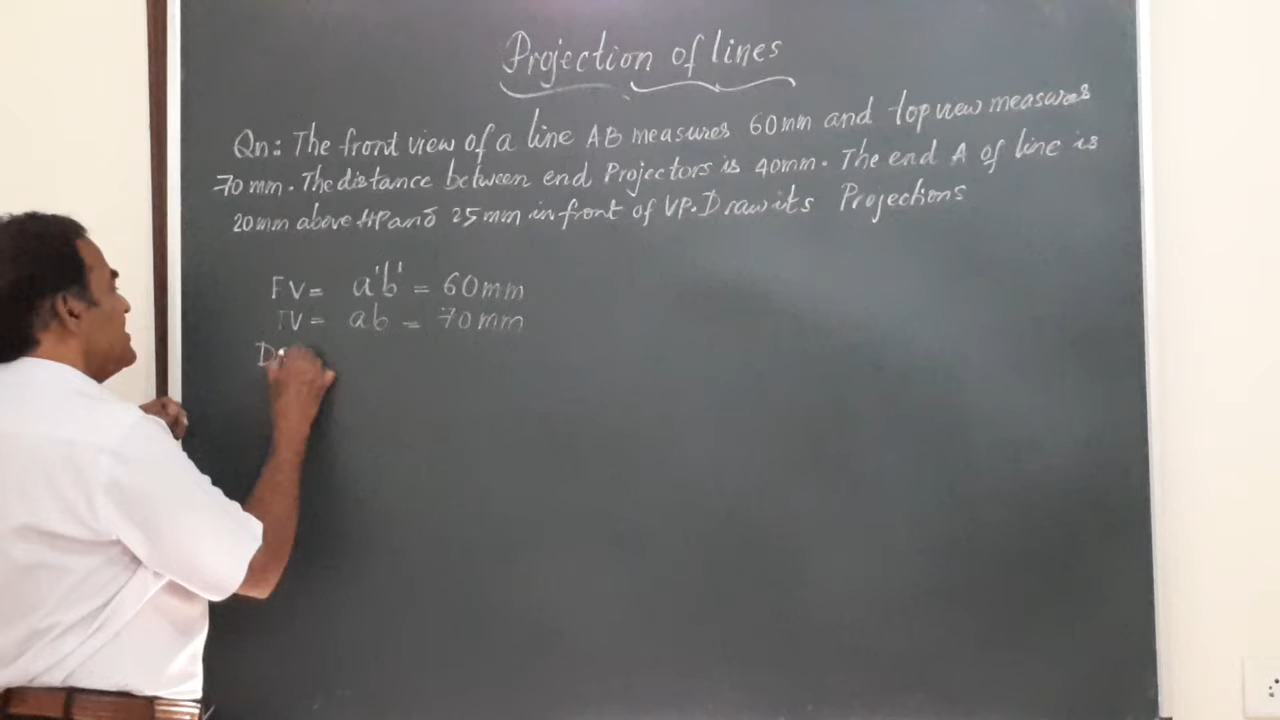 Projection of lines
Qn: The front view of a line AB measures 60mm and top view measures
70 mm. The distance between end Projectors is 40mm. The end A of line is
20mm above HP and 25mm in front of VP. Draw its Projections
FV = a'b' = 60mm
TV = ab = 70mm